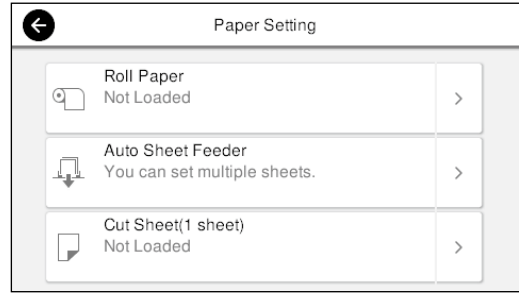 Paper Setting
Roll Paper
Not Loaded
Auto Sheet Feeder
You can set multiple sheets.
Cut Sheet(1 sheet)
Not Loaded